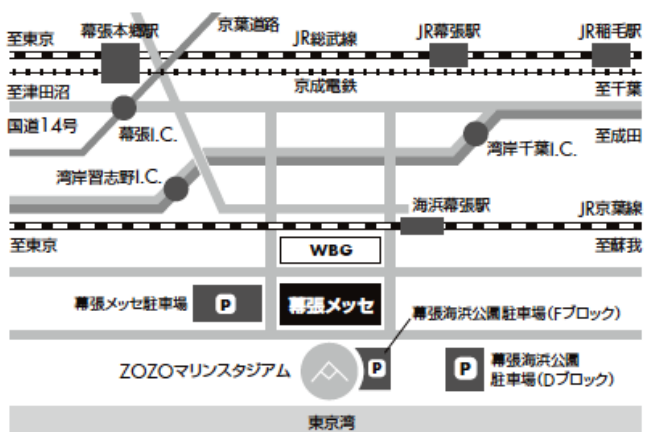 京葉道路
至東京
幕張本郷駅
JR総武線
JR幕張駅
JR稲毛駅
京成電鉄
至津田沼
至千葉
国道14号
幕張I.C.
湾岸千葉I.C.
至成田
湾岸習志野I.C.
海浜幕張駅
JR京葉線
至東京
WBG
至蘇我
幕張メッセ駐車場
P
幕張メッセ
幕張海浜公園駐車場(Fブロック)
ZOZOマリンスタジアム
P
P
幕張海浜公園
駐車場(Dブロック)
東京湾